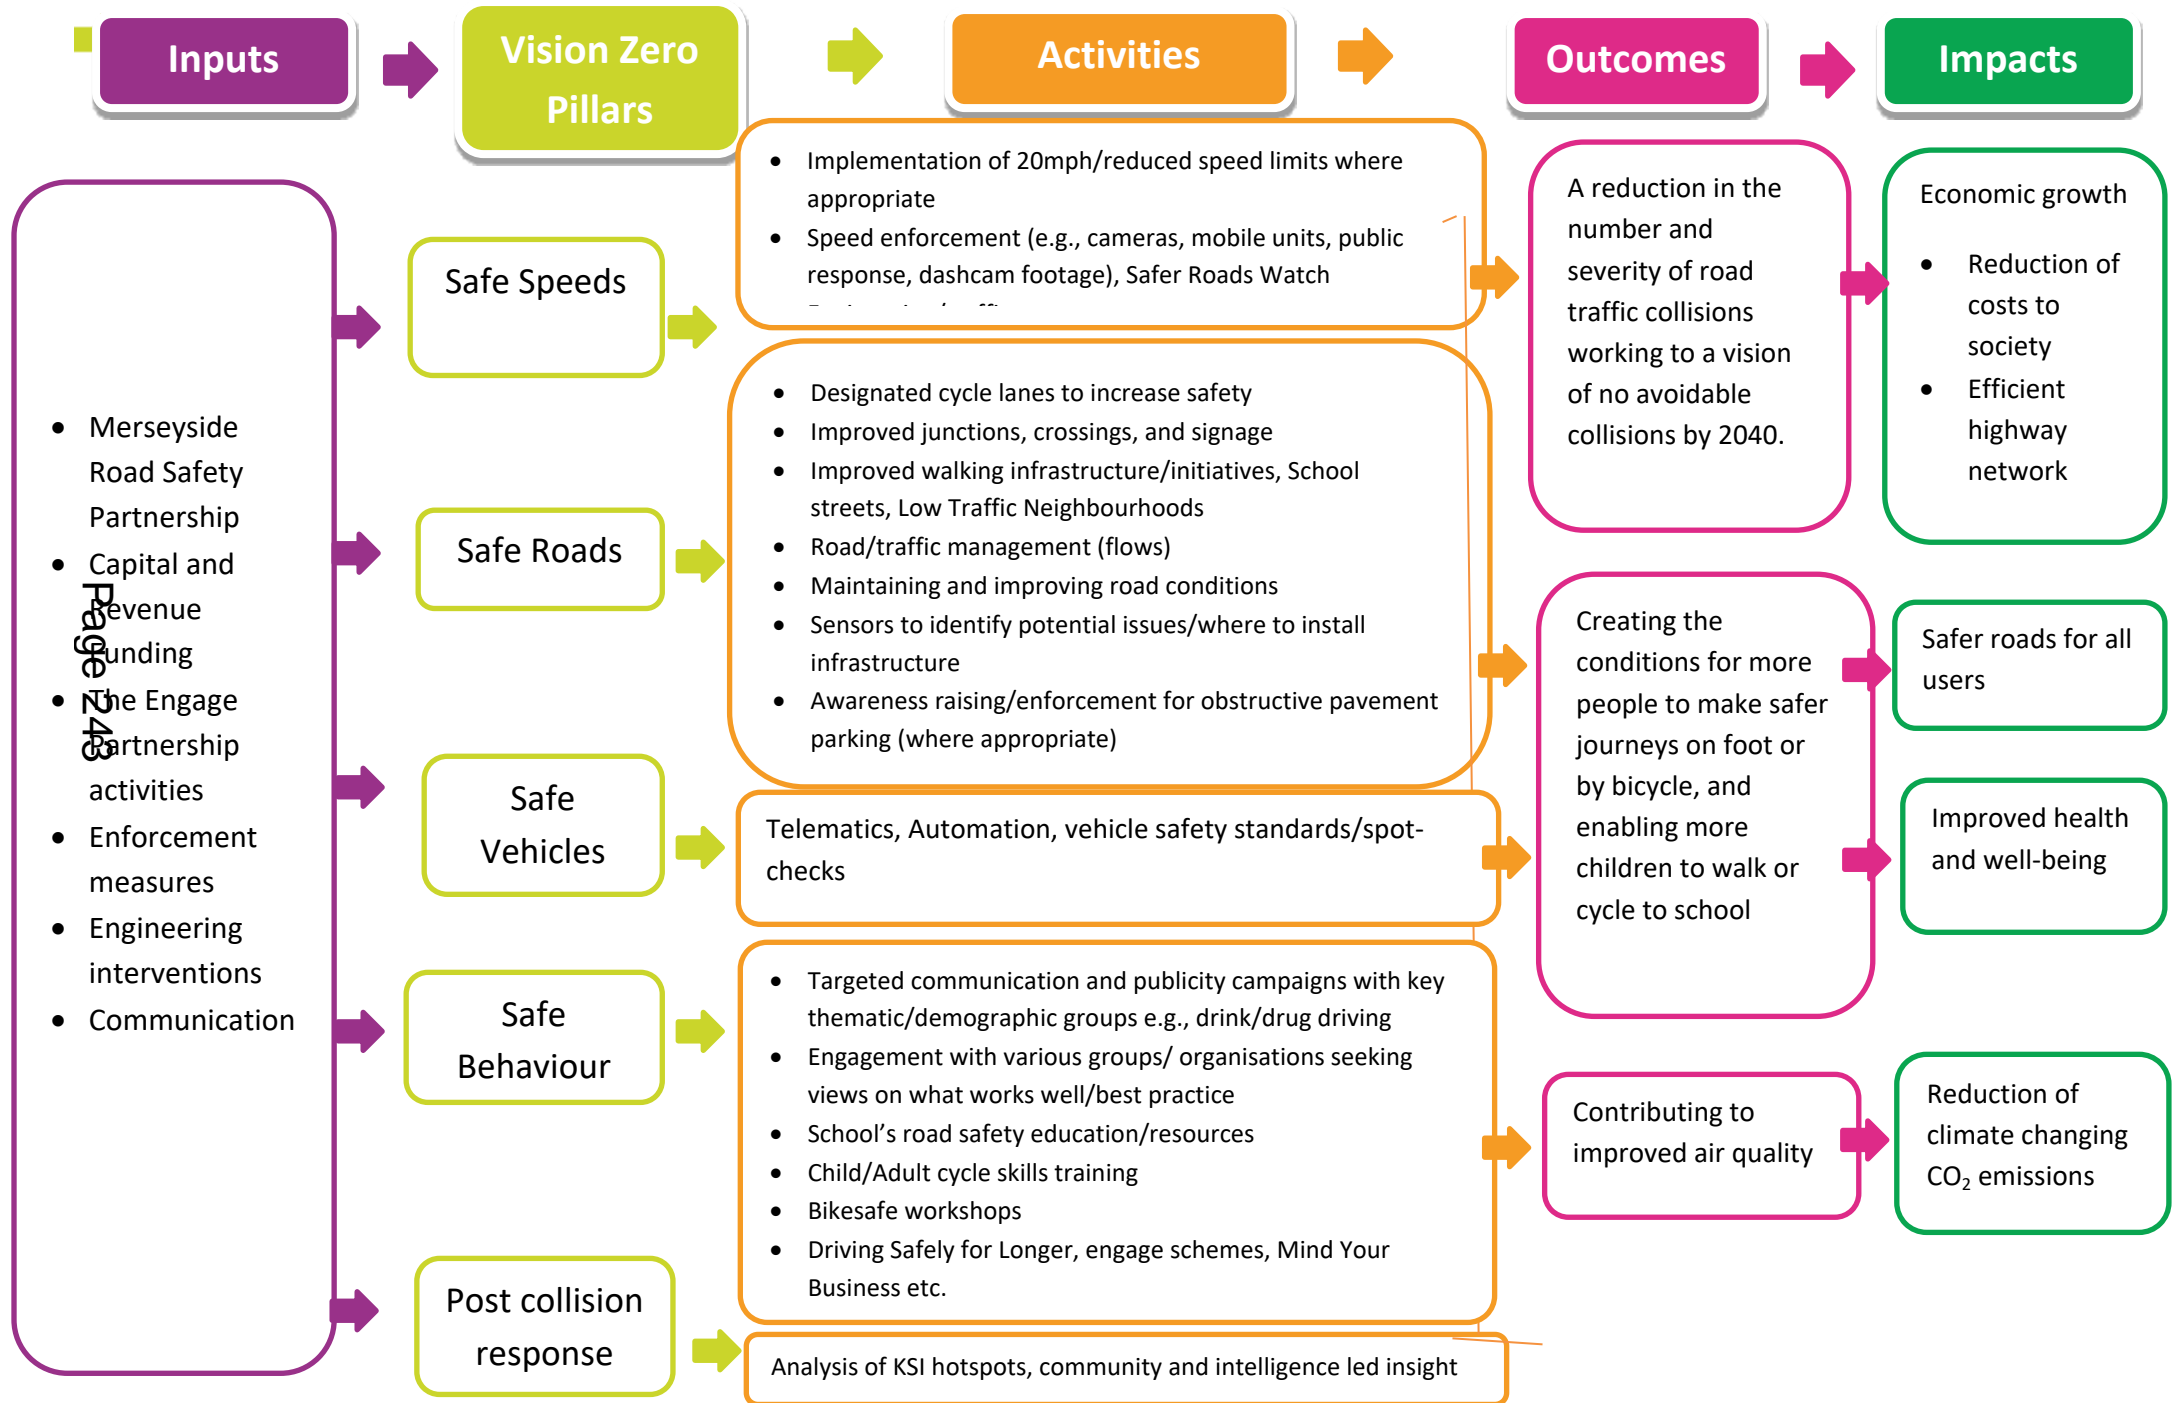 Inputs
Vision Zero
Pillars
Activities
Outcomes
Impacts
• Merseyside
Road Safety
Partnership
• Capital and
Revenue
Funding
• The Engage
Partnership
activities
• Enforcement
measures
• Engineering
interventions
• Communication
Page 243
Safe Speeds
Safe Roads
Safe
Vehicles
Safe
Behaviour
Post collision
response
• Implementation of 20mph/reduced speed limits where
appropriate
• Speed enforcement (e.g., cameras, mobile units, public
response, dashcam footage), Safer Roads Watch
• Designated cycle lanes to increase safety
• Improved junctions, crossings, and signage
• Improved walking infrastructure/initiatives, School
streets, Low Traffic Neighbourhoods
• Road/traffic management (flows)
• Maintaining and improving road conditions
• Sensors to identify potential issues/where to install
infrastructure
• Awareness raising/enforcement for obstructive pavement
parking (where appropriate)
Telematics, Automation, vehicle safety standards/spot-
checks
• Targeted communication and publicity campaigns with key
thematic/demographic groups e.g., drink/drug driving
• Engagement with various groups/ organisations seeking
views on what works well/best practice
• School’s road safety education/resources
• Child/Adult cycle skills training
• Bikesafe workshops
• Driving Safely for Longer, engage schemes, Mind Your
Business etc.
Analysis of KSI hotspots, community and intelligence led insight
A reduction in the
number and
severity of road
traffic collisions
working to a vision
of no avoidable
collisions by 2040.
Creating the
conditions for more
people to make safer
journeys on foot or
by bicycle, and
enabling more
children to walk or
cycle to school
Contributing to
improved air quality
Economic growth
• Reduction of
costs to
society
• Efficient
highway
network
Safer roads for all
users
Improved health
and well-being
Reduction of
climate changing
CO₂ emissions